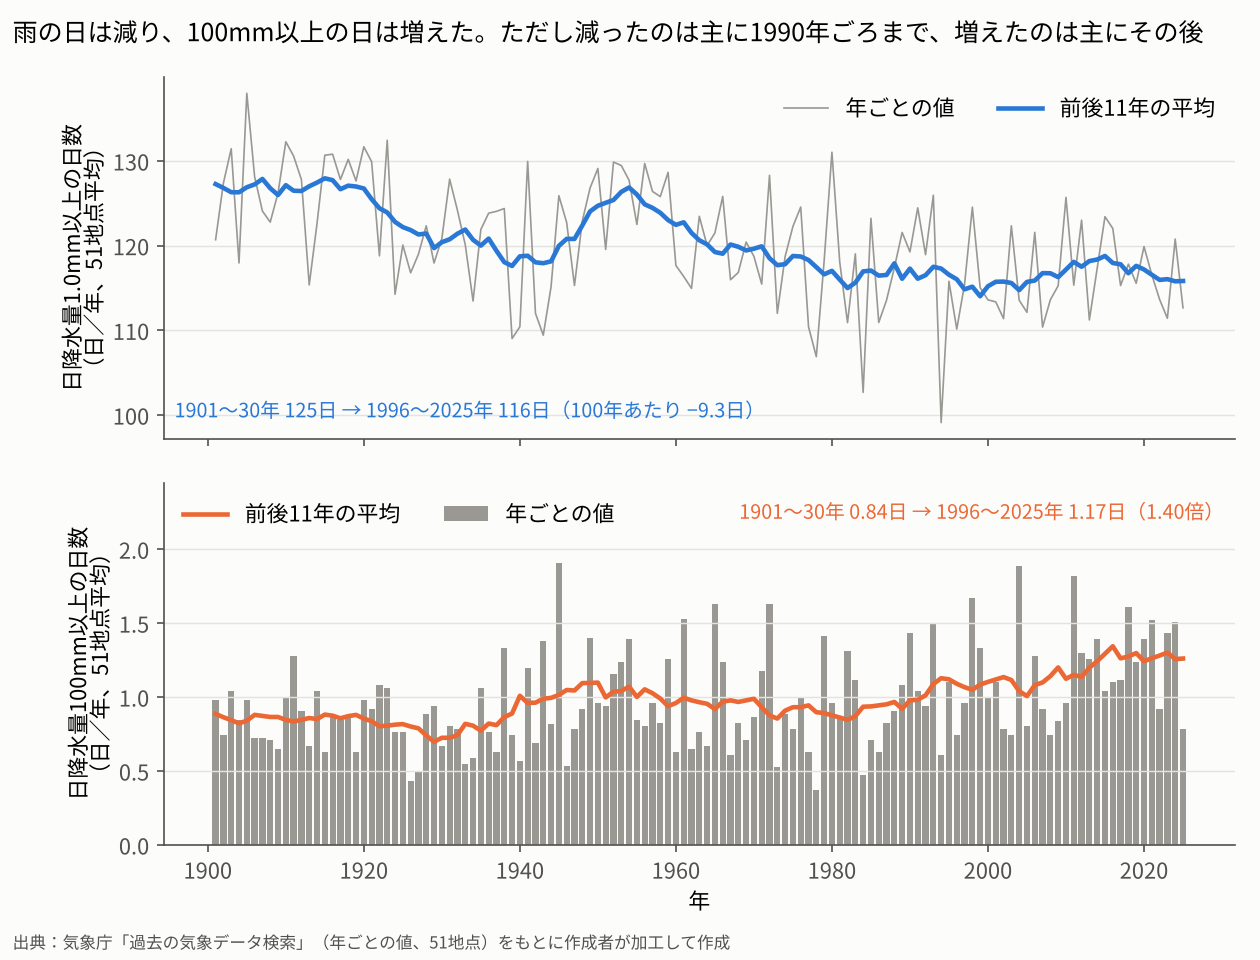 雨の日は減り、100mm以上の日は増えた。ただし減ったのは主に1990年ごろまで、増えたのは主にその後
年ごとの値
前後11年の平均
日降水量1.0mm以上の日数
（日／年、51地点平均）
130
120
110
100
1901〜30年 125日 → 1996〜2025年 116日（100年あたり −9.3日）
前後11年の平均
年ごとの値
1901〜30年 0.84日 → 1996〜2025年 1.17日（1.40倍）
日降水量100mm以上の日数
（日／年、51地点平均）
2.0
1.5
1.0
0.5
0.0
1900
1920
1940
1960
1980
2000
2020
年
出典：気象庁「過去の気象データ検索」（年ごとの値、51地点）をもとに作成者が加工して作成